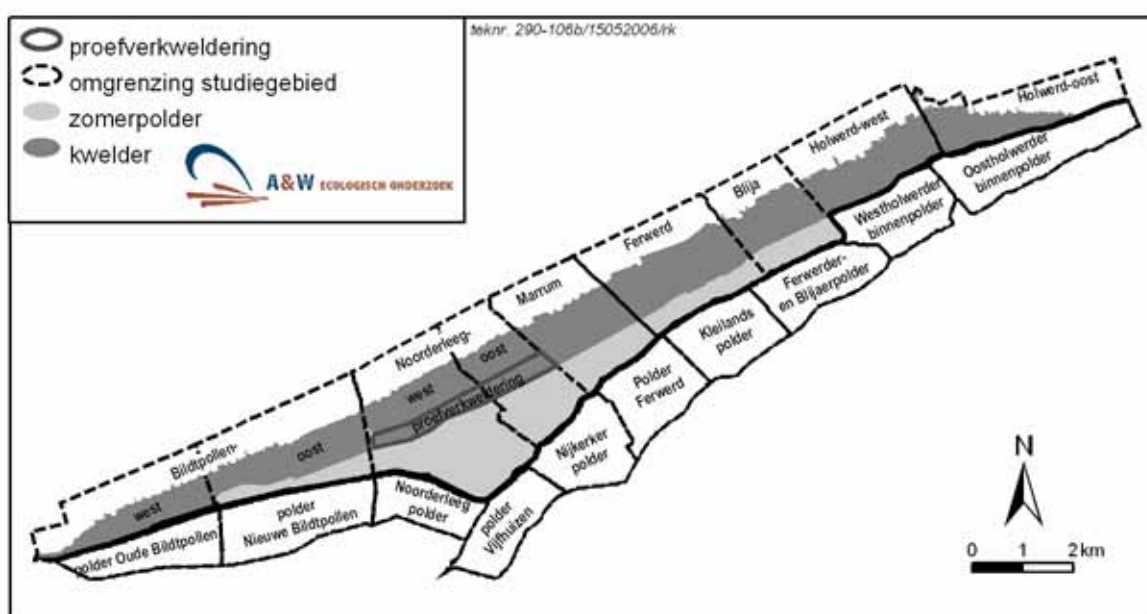 teknr. 290-106b/15052006/rk
proefverkweldering
omgrenzing studiegebied
zomerpolder
kwelder
A&W ECOLOGISCH ONDERZOEK
Holwerd-oost
Holwerd-west
Blija
Ferwerd
Marrum
Noorderleeg-
west
oost
proefverkweldering
Bildtpollen-
west
oost
Oostholwerder
binnenpolder
Westholwerder
binnenpolder
Ferwerder-
en Blijaerpolder
Kleilands
polder
Polder
Ferwerd
Nijkerker
polder
polder
Vijfhuizen
Noorderleeg
polder
polder
Nieuwe Bildtpollen
polder Oude Bildtpollen
N
0 1 2 km